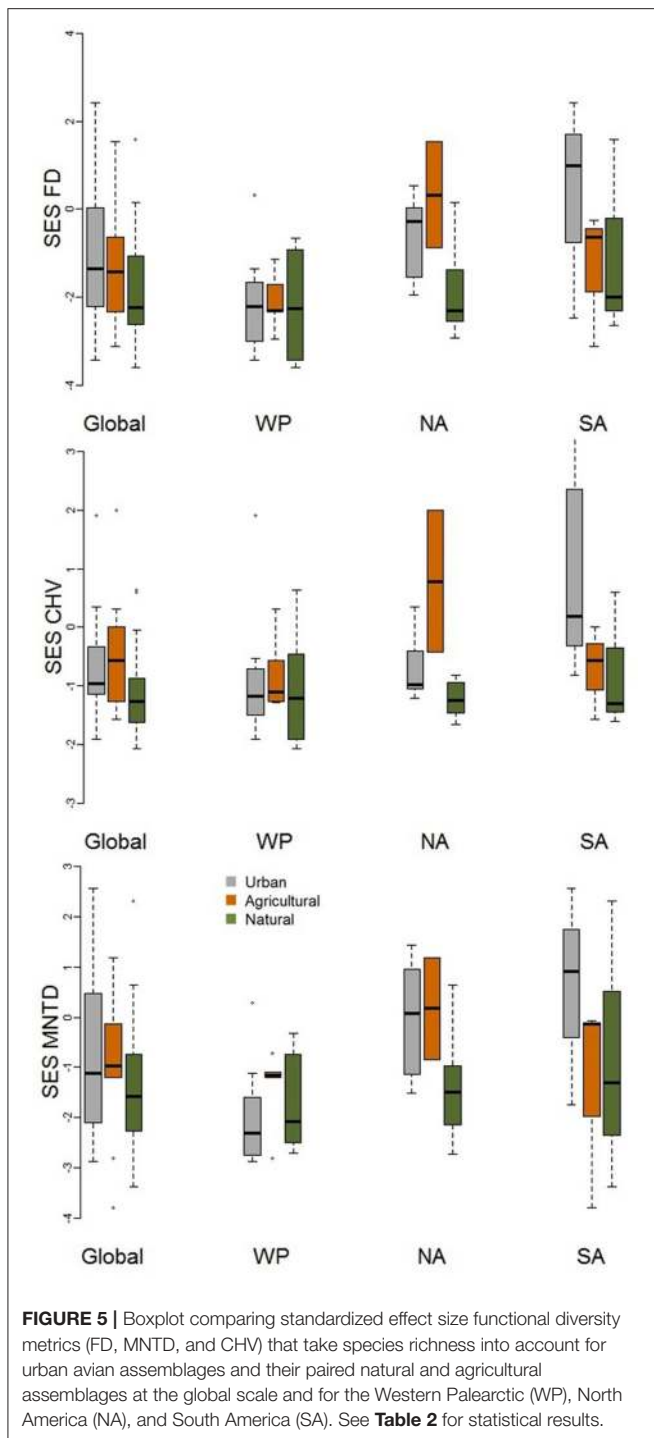 4
2
0
-2
-4
SES FD
Global WP NA SA
3
2
1
0
-1
-2
-3
SES CHV
Global WP NA SA
3
2
1
0
-1
-2
-3
-4
SES MNTD
Urban
Agricultural
Natural
Global WP NA SA
FIGURE 5 | Boxplot comparing standardized effect size functional diversity
metrics (FD, MNTD, and CHV) that take species richness into account for
urban avian assemblages and their paired natural and agricultural
assemblages at the global scale and for the Western Palearctic (WP), North
America (NA), and South America (SA). See Table 2 for statistical results.